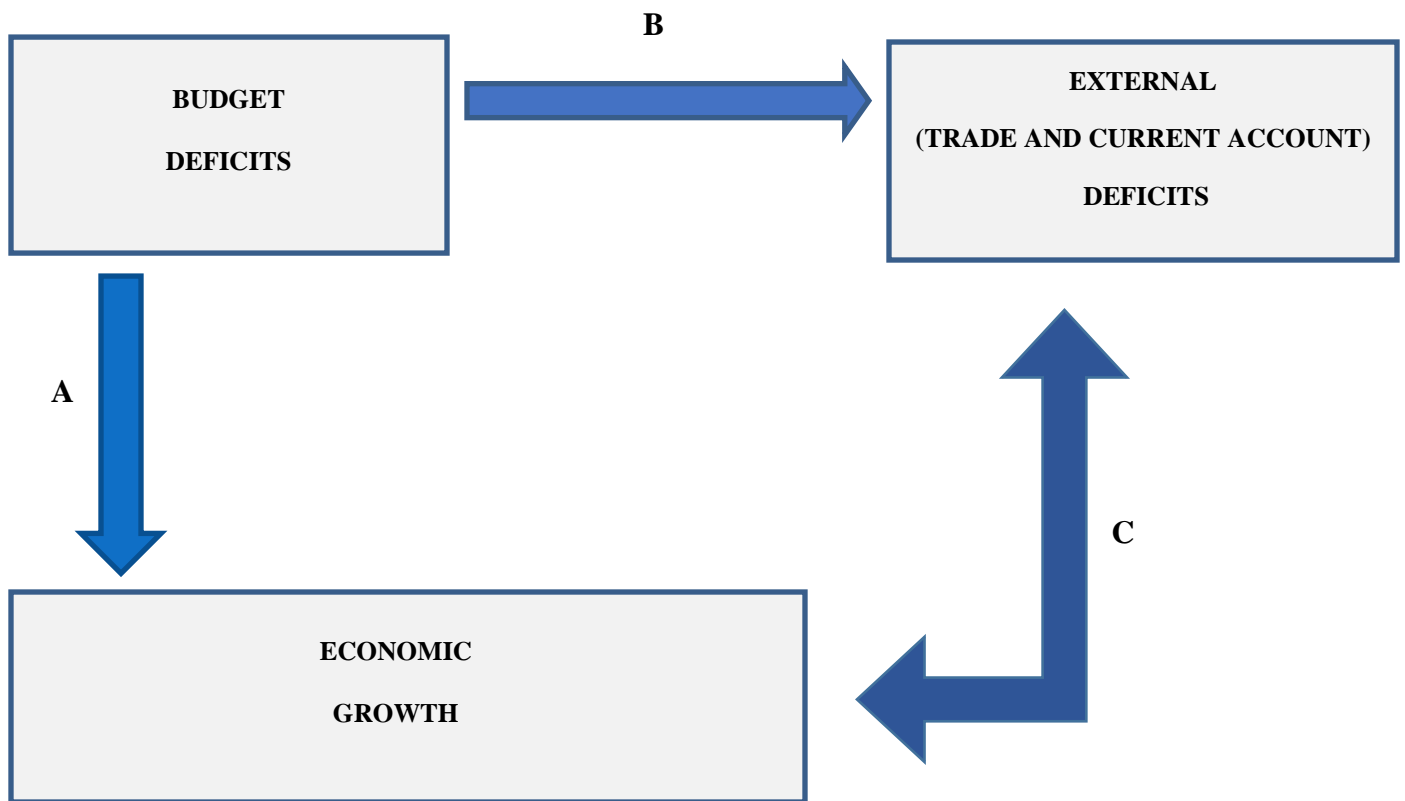 B
BUDGET
DEFICITS
EXTERNAL
(TRADE AND CURRENT ACCOUNT)
DEFICITS
A
C
ECONOMIC
GROWTH